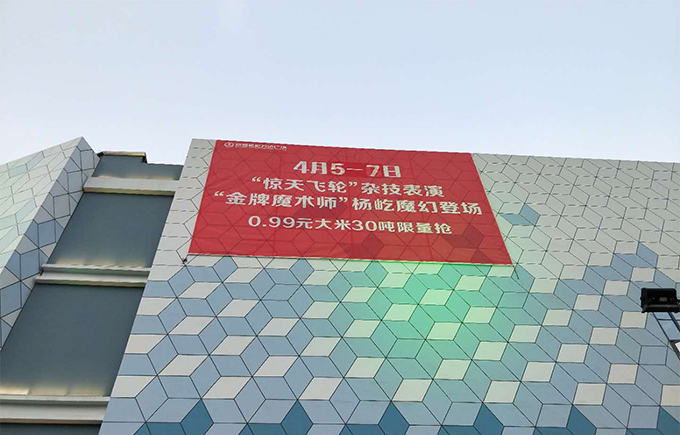 4月5-7日
“惊天飞轮”杂技表演
“金牌魔术师”杨屹魔幻登场
0.99元大米30吨限量抢